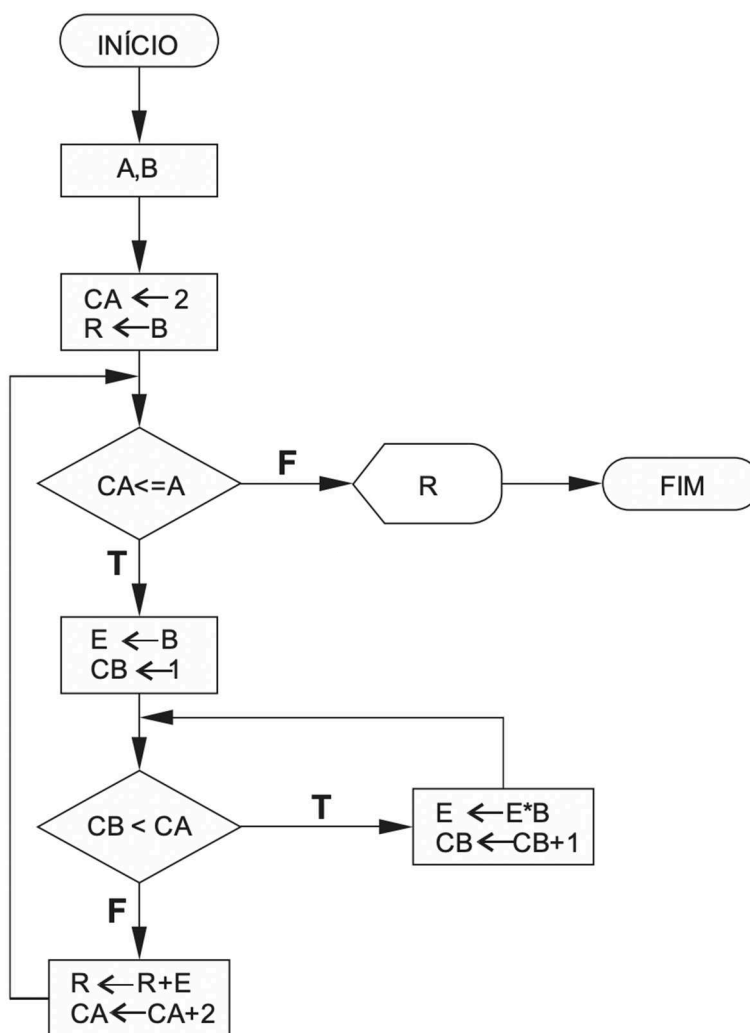 INÍCIO
A,B
CA ← 2
R ← B
CA<=A
F
R
FIM
T
E ← B
CB ← 1
CB < CA
T
E ← E*B
CB ← CB+1
F
R ← R+E
CA ← CA+2